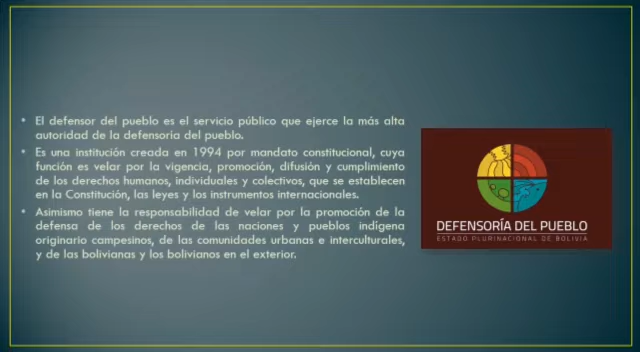 • El defensor del pueblo es el servicio público que ejerce la más alta
autoridad de la defensoría del pueblo.
• Es una institución creada en 1994 por mandato constitucional, cuya
función es velar por la vigencia, promoción, difusión y cumplimiento
de los derechos humanos, individuales y colectivos, que se establecen
en la Constitución, las leyes y los instrumentos internacionales.
• Asimismo tiene la responsabilidad de velar por la promoción de la
defensa de los derechos de las naciones y pueblos indígena
originario campesinos, de las comunidades urbanas e interculturales,
y de las bolivianas y los bolivianos en el exterior.
DEFENSORÍA DEL PUEBLO
ESTADO PLURINACIONAL DE BOLIVIA